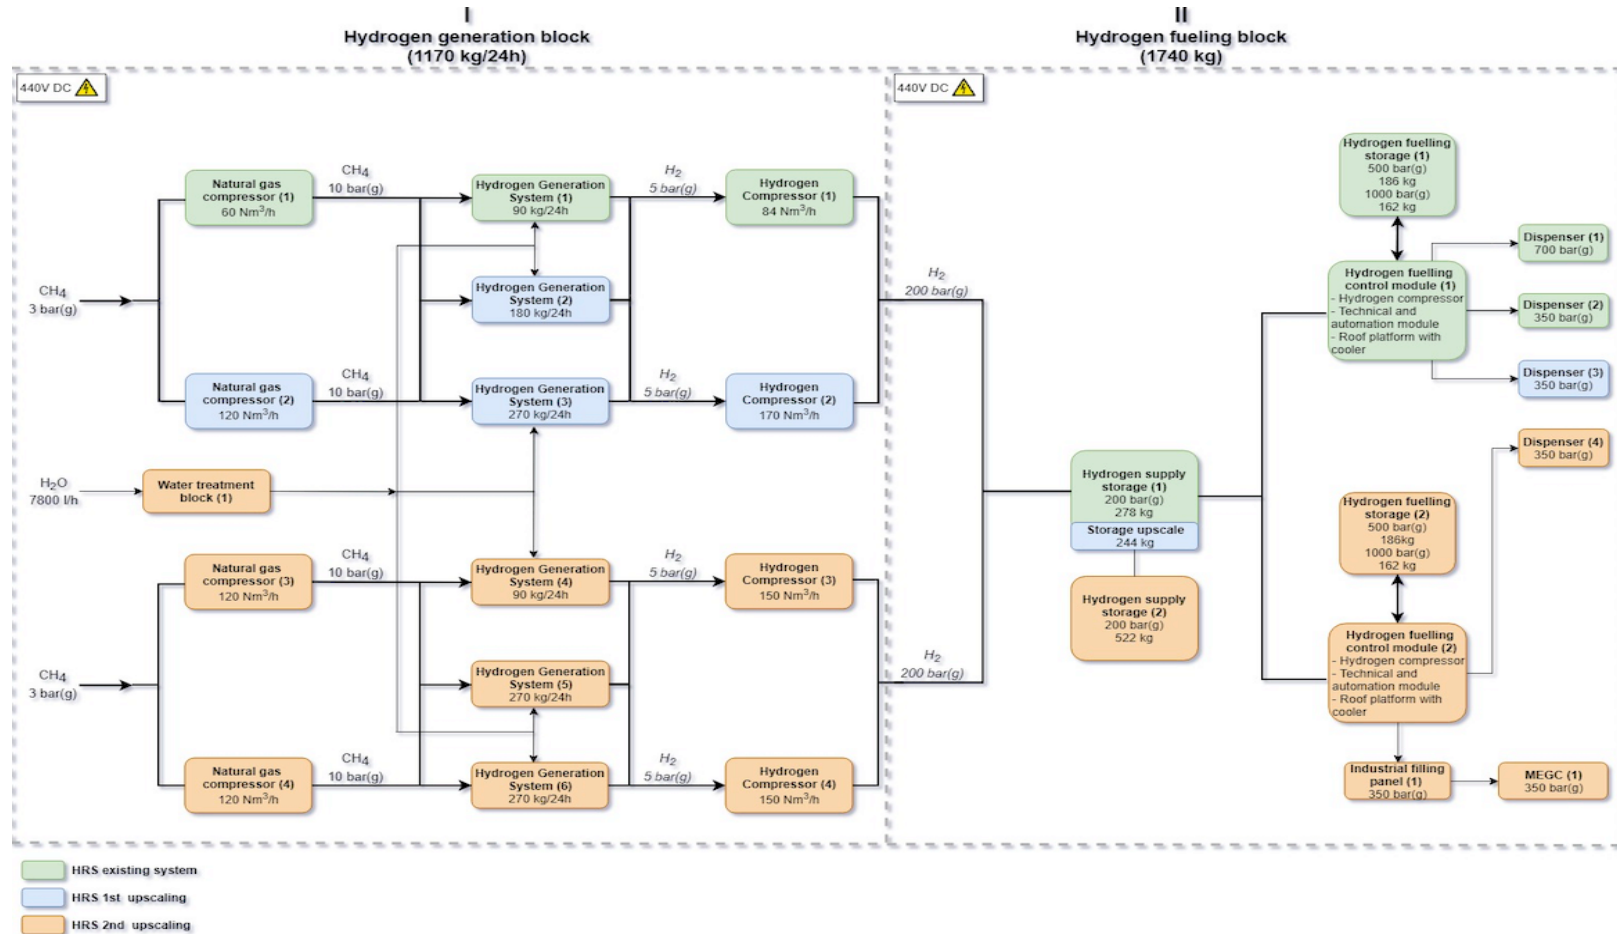 I
Hydrogen generation block
(1170 kg/24h)
II
Hydrogen fueling block
(1740 kg)
440V DC
440V DC
CH4
3 bar(g)
Natural gas
compressor (1)
60 Nm3/h
CH4
10 bar(g)
Hydrogen Generation
System (1)
90 kg/24h
H2
5 bar(g)
Hydrogen
Compressor (1)
84 Nm3/h
Hydrogen Generation
System (2)
180 kg/24h
Natural gas
compressor (2)
120 Nm3/h
CH4
10 bar(g)
Hydrogen Generation
System (3)
270 kg/24h
H2
5 bar(g)
Hydrogen
Compressor (2)
170 Nm3/h
H2
200 bar(g)
H2O
7800 l/h
Water treatment
block (1)
CH4
3 bar(g)
Natural gas
compressor (3)
120 Nm3/h
CH4
10 bar(g)
Hydrogen Generation
System (4)
90 kg/24h
H2
5 bar(g)
Hydrogen
Compressor (3)
150 Nm3/h
Hydrogen Generation
System (5)
270 kg/24h
Natural gas
compressor (4)
120 Nm3/h
CH4
10 bar(g)
Hydrogen Generation
System (6)
270 kg/24h
H2
5 bar(g)
Hydrogen
Compressor (4)
150 Nm3/h
H2
200 bar(g)
Hydrogen supply
storage (1)
200 bar(g)
278 kg
Storage upscale
244 kg
Hydrogen supply
storage (2)
200 bar(g)
522 kg
Hydrogen fuelling
storage (1)
500 bar(g)
186 kg
1000 bar(g)
162 kg
Hydrogen fuelling
control module (1)
- Hydrogen compressor
- Technical and
automation module
- Roof platform with
cooler
Dispenser (1)
700 bar(g)
Dispenser (2)
350 bar(g)
Dispenser (3)
350 bar(g)
Dispenser (4)
350 bar(g)
Hydrogen fuelling
storage (2)
500 bar(g)
186kg
1000 bar(g)
162 kg
Hydrogen fuelling
control module (2)
- Hydrogen compressor
- Technical and
automation module
- Roof platform with
cooler
Industrial filling
panel (1)
350 bar(g)
MEGC (1)
350 bar(g)
HRS existing system
HRS 1st upscaling
HRS 2nd upscaling